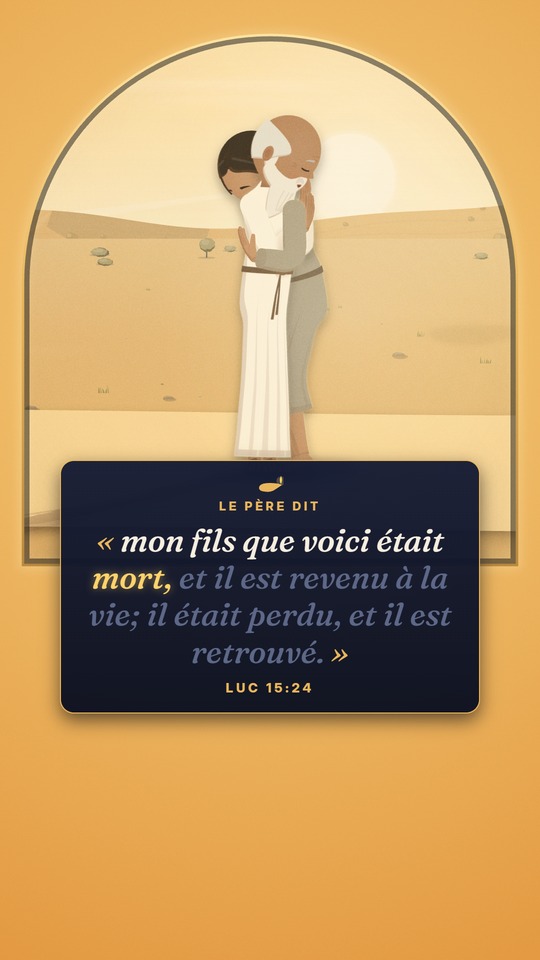 LE PÈRE DIT
« mon fils que voici était
mort, et il est revenu à la
vie; il était perdu, et il est
retrouvé. »
LUC 15:24